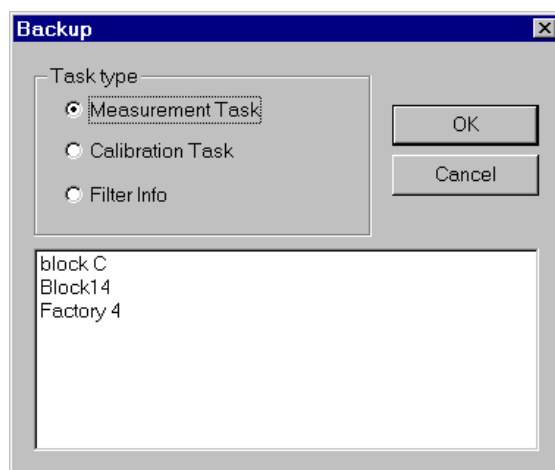 Backup
Task type
Measurement Task
Calibration Task
Filter Info
OK
Cancel
block C
Block14
Factory 4